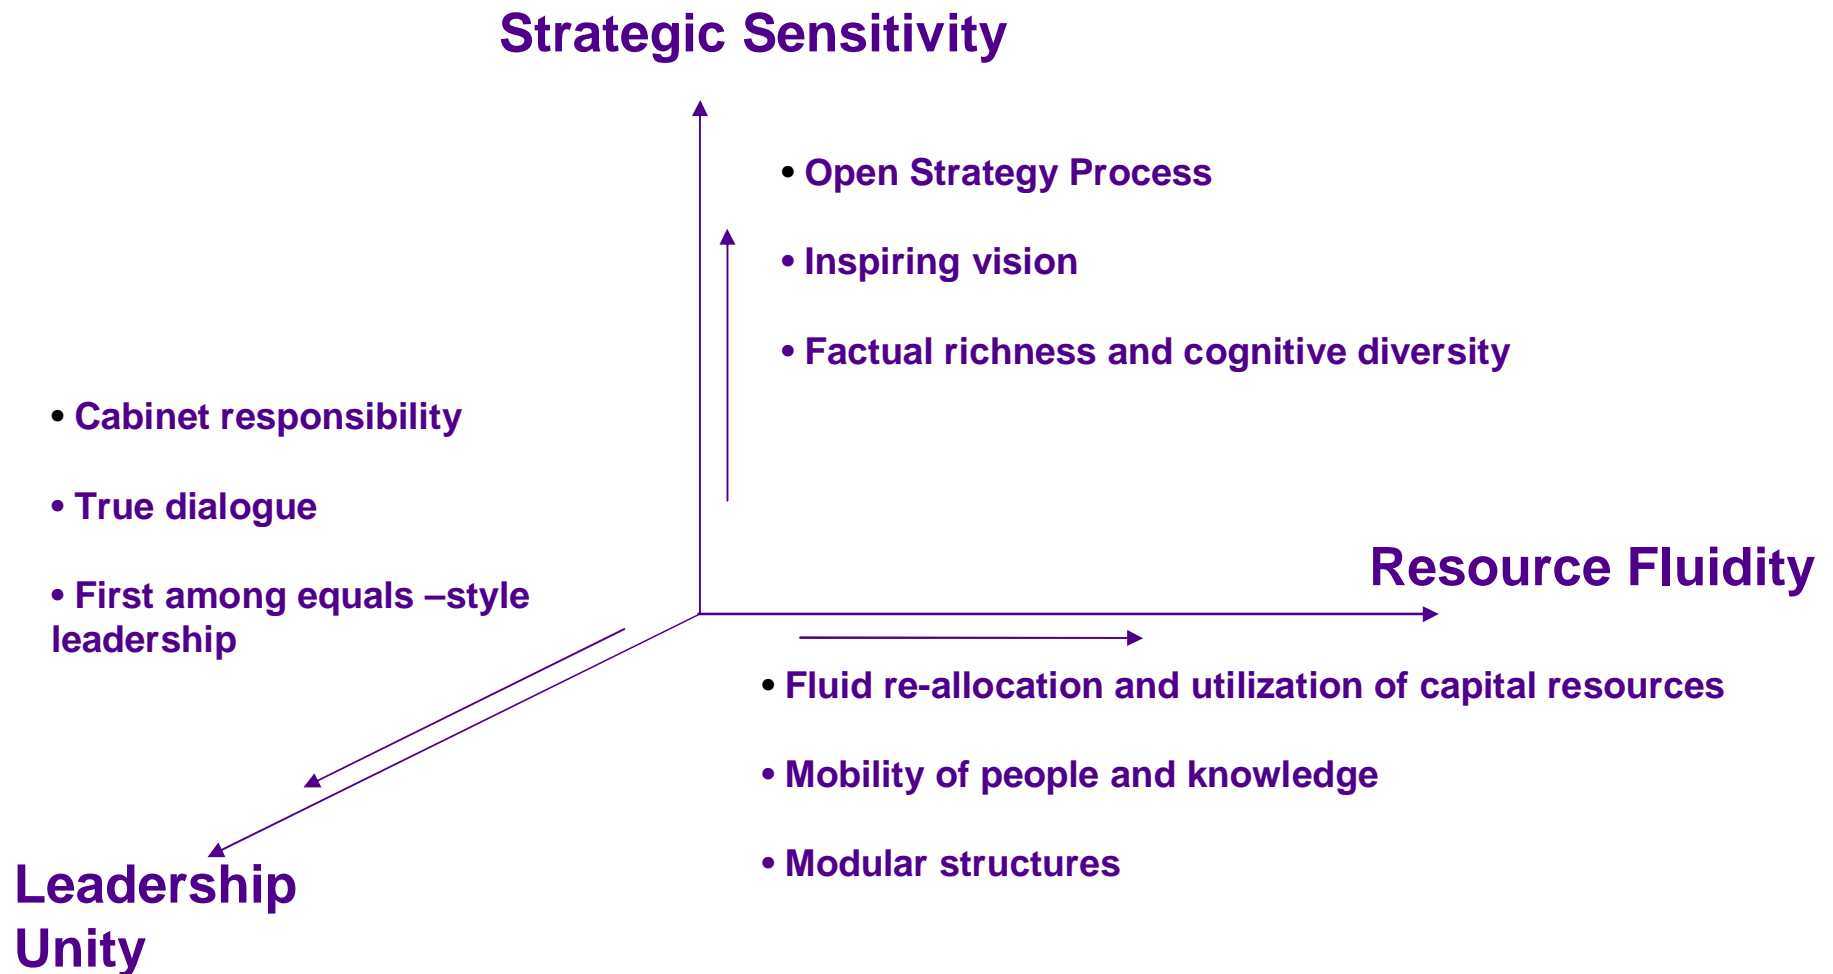 Strategic Sensitivity
• Open Strategy Process
• Inspiring vision
• Factual richness and cognitive diversity
• Cabinet responsibility
• True dialogue
• First among equals –style
leadership
Resource Fluidity
• Fluid re-allocation and utilization of capital resources
• Mobility of people and knowledge
• Modular structures
Leadership
Unity